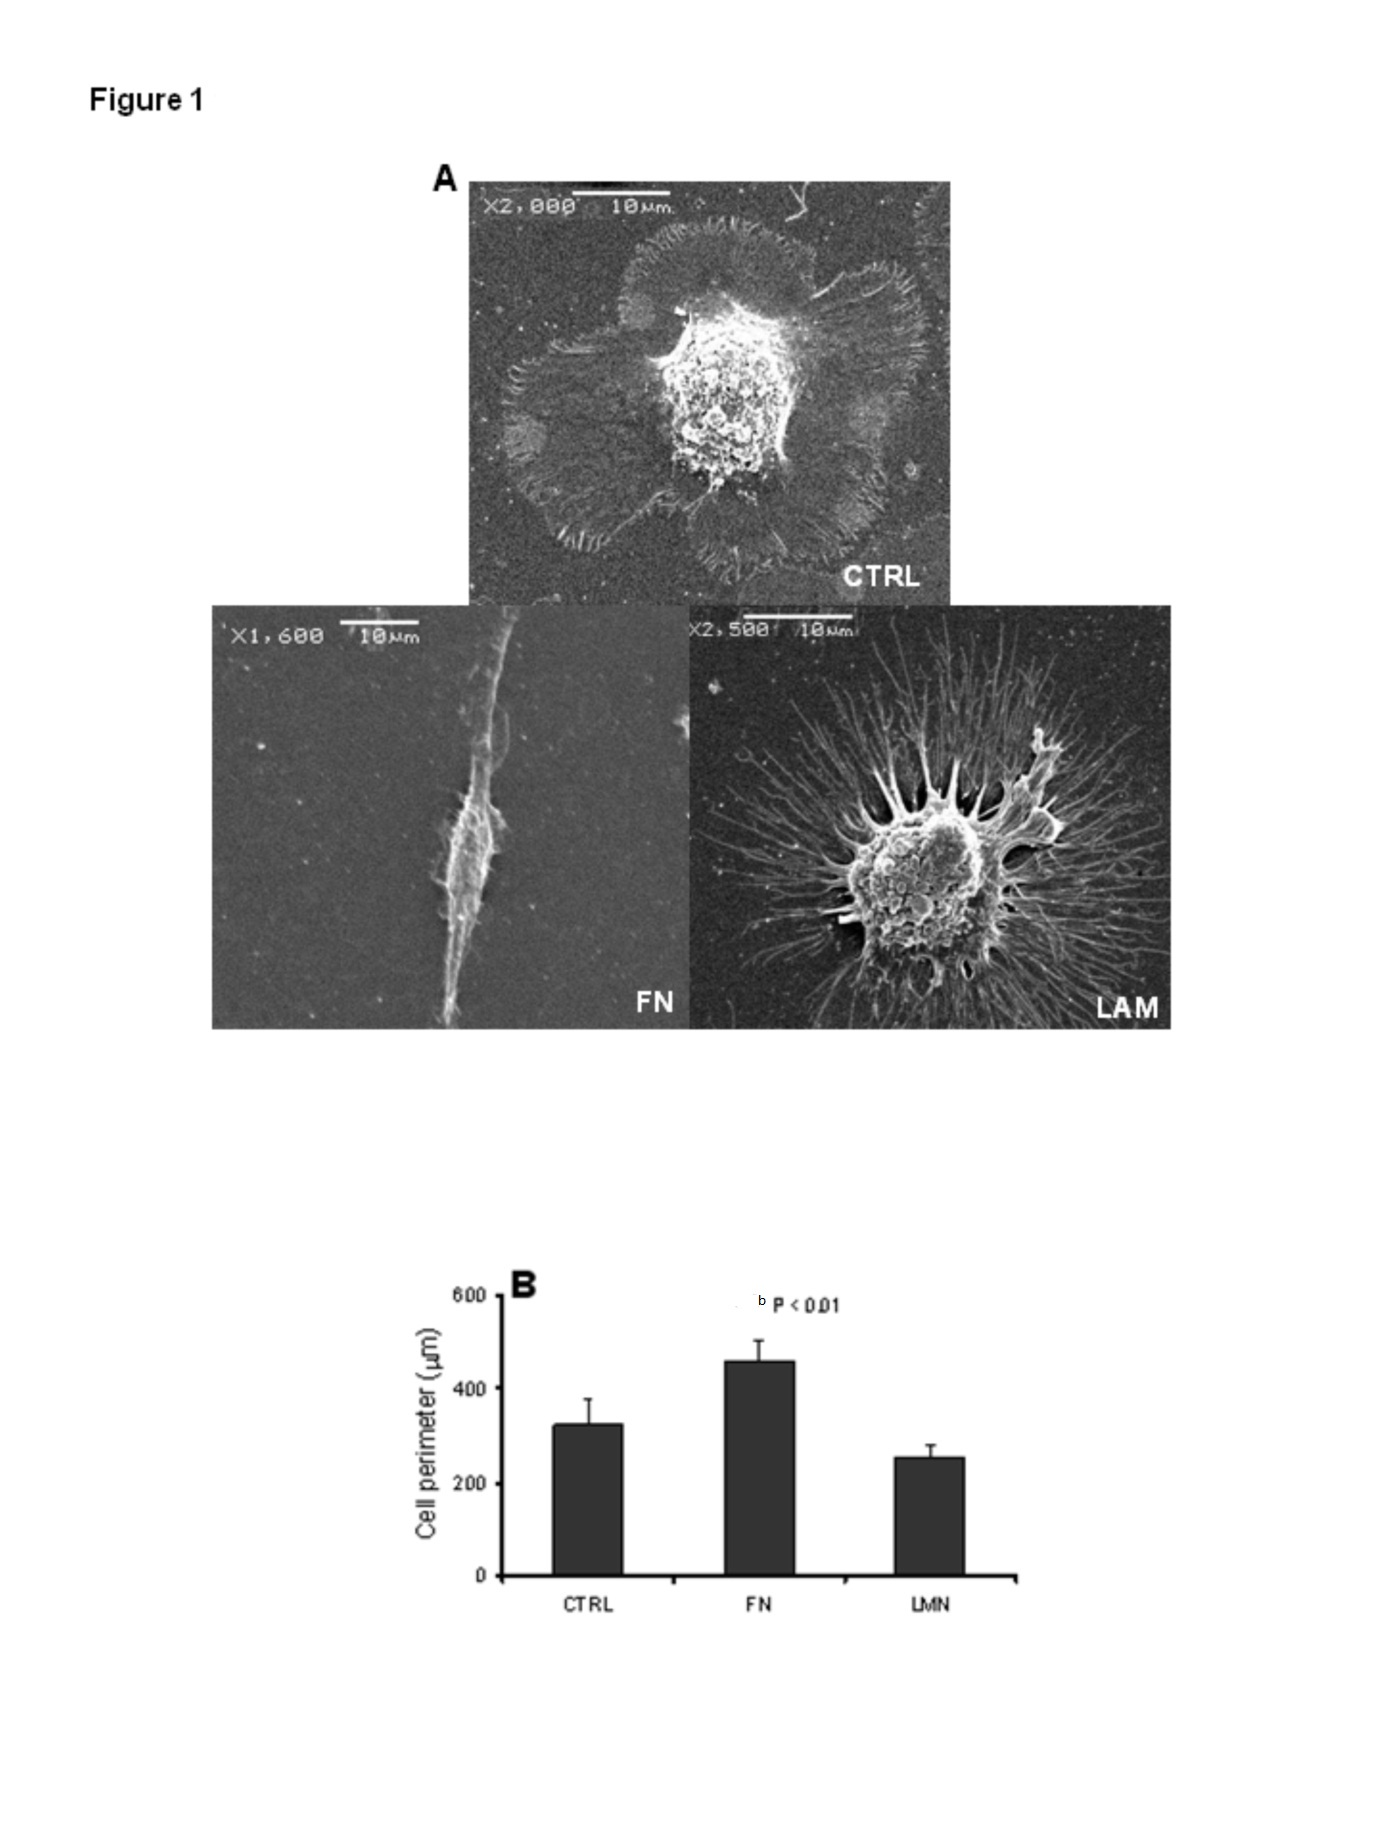 Figure 1
A
X2,000 10μm
CTRL
X1,600 10μm
FN
X2,500 10μm
LAM
B
b P < 0.01
Cell perimeter (μm)
600
400
200
0
CTRL FN LMN